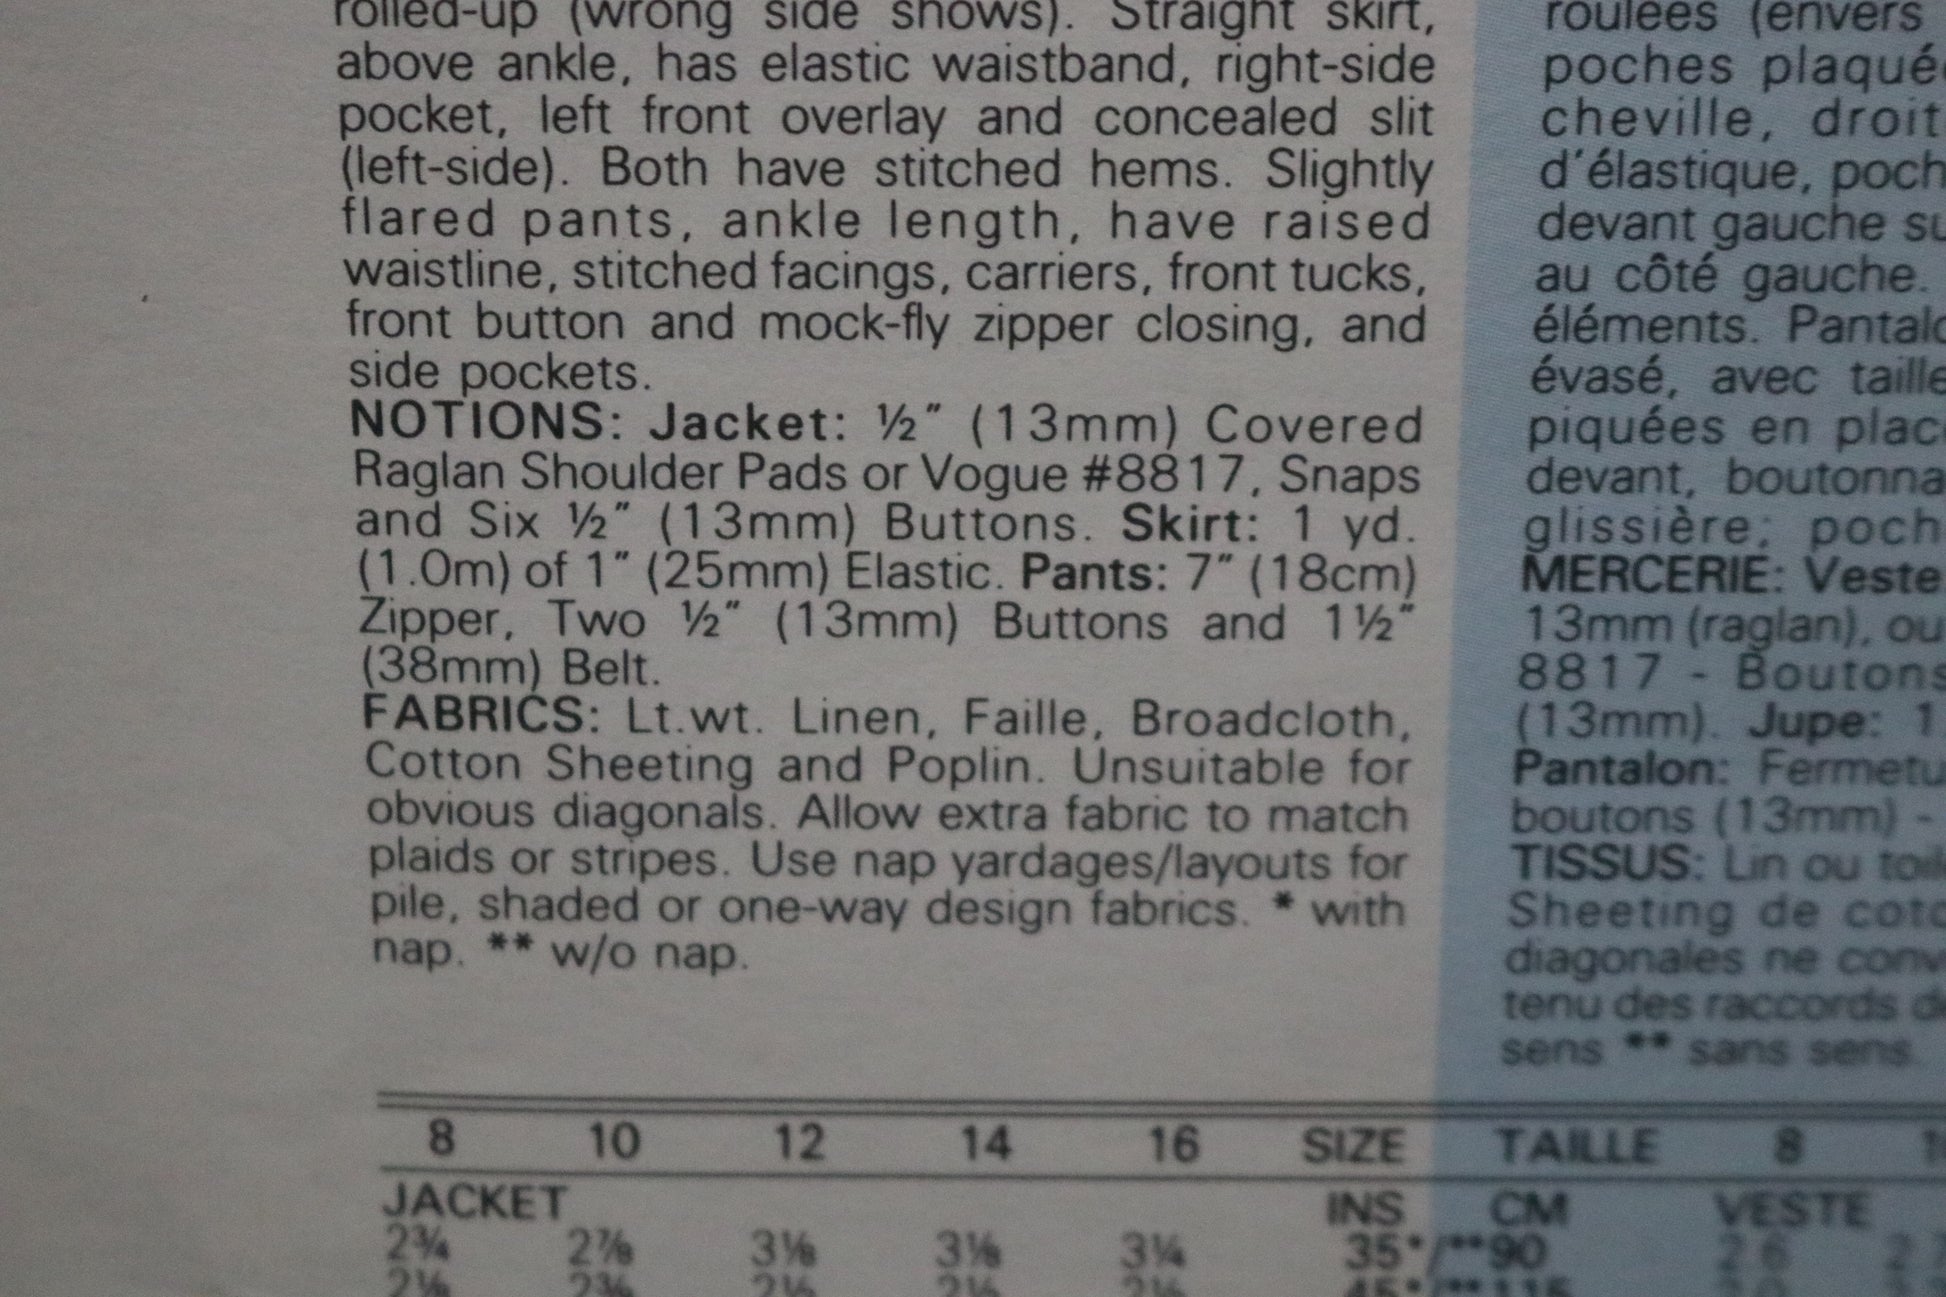 rolled-up (wrong side shows). Straight skirt,
above ankle, has elastic waistband, right-side
pocket, left front overlay and concealed slit
(left-side). Both have stitched hems. Slightly
flared pants, ankle length, have raised
waistline, stitched facings, carriers, front tucks,
front button and mock-fly zipper closing, and
side pockets.
NOTIONS: Jacket: ½" (13mm) Covered
Raglan Shoulder Pads or Vogue #8817, Snaps
and Six ½" (13mm) Buttons. Skirt: 1 yd.
(1.0m) of 1" (25mm) Elastic. Pants: 7" (18cm)
Zipper, Two ½" (13mm) Buttons and 1½"
(38mm) Belt.
FABRICS: Lt.wt. Linen, Faille, Broadcloth,
Cotton Sheeting and Poplin. Unsuitable for
obvious diagonals. Allow extra fabric to match
plaids or stripes. Use nap yardages/layouts for
pile, shaded or one-way design fabrics. * with
nap. ** w/o nap.
roulées (envers
poches plaqué
cheville, droit
d'élastique, poch
devant gauche su
au côté gauche.
éléments. Pantal
évasé, avec taille
piquées en plac
devant, boutonna
glissière; poch
MERCERIE: Veste
13mm (raglan), ou
8817 - Boutons
(13mm). Jupe: 1
Pantalon: Fermetu
boutons (13mm) -
TISSUS: Lin ou toil
Sheeting de coto
diagonales ne conv
tenu des raccords d
sens ** sans sens.
8 10 12 14 16 SIZE TAILLE 8
JACKET INS CM VESTE
2¾ 2⅞ 3⅛ 3⅛ 3¼ 35*/**90
45*/**115